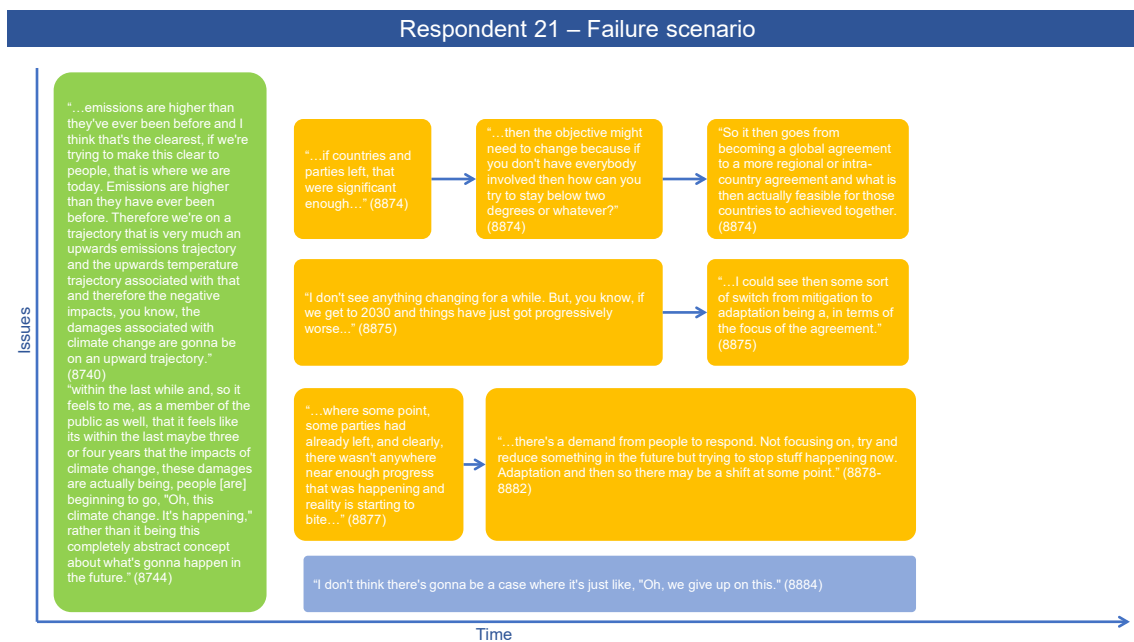 Respondent 21 – Failure scenario
Issues
“…emissions are higher than
they've ever been before and I
think that's the clearest, if we're
trying to make this clear to
people, that is where we are
today. Emissions are higher
than they have ever been
before. Therefore we're on a
trajectory that is very much an
upwards emissions trajectory
and the upwards temperature
trajectory associated with that
and therefore the negative
impacts, you know, the
damages associated with
climate change are gonna be
on an upward trajectory.”
(8740)
“within the last while and, so it
feels to me, as a member of the
public as well, that it feels like
its within the last maybe three
or four years that the impacts of
climate change, these damages
are actually being, people [are]
beginning to go, "Oh, this
climate change. It's happening,"
rather than it being this
completely abstract concept
about what's gonna happen in
the future.” (8744)
“…if countries and
parties left, that
were significant
enough…” (8874)
“…then the objective might
need to change because if
you don't have everybody
involved then how can you
try to stay below two
degrees or whatever?”
(8874)
“So it then goes from
becoming a global agreement
to a more regional or intra-
country agreement and what is
then actually feasible for those
countries to achieved together.
(8874)
“I don't see anything changing for a while. But, you know, if
we get to 2030 and things have just got progressively
worse...” (8875)
“…I could see then some sort
of switch from mitigation to
adaptation being a, in terms of
the focus of the agreement.”
(8875)
“…where some point,
some parties had
already left, and clearly,
there wasn't anywhere
near enough progress
that was happening and
reality is starting to
bite…” (8877)
“…there's a demand from people to respond. Not focusing on, try and
reduce something in the future but trying to stop stuff happening now.
Adaptation and then so there may be a shift at some point.” (8878-
8882)
“I don't think there's gonna be a case where it's just like, "Oh, we give up on this." (8884)
Time